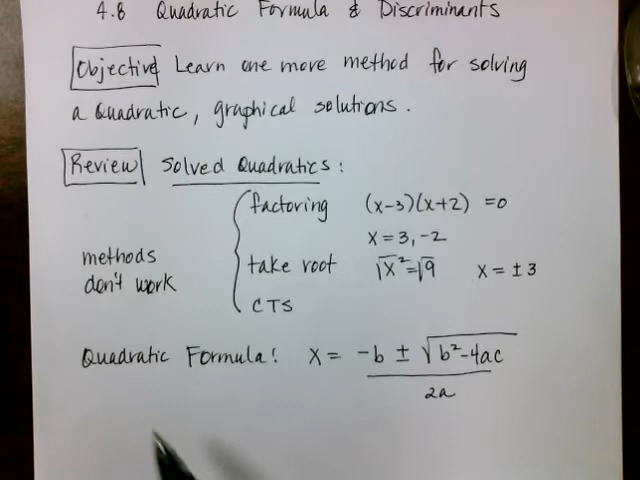 4.8 Quadratic Formula & Discriminants
Objective Learn one more method for solving
a Quadratic, graphical solutions.
Review Solved Quadratics:
factoring (x-3)(x+2) =0
x = 3, -2
methods
don't work
take root √x² = √9 x = ± 3
CTS
Quadratic Formula! x = -b ± √b²-4ac
2a